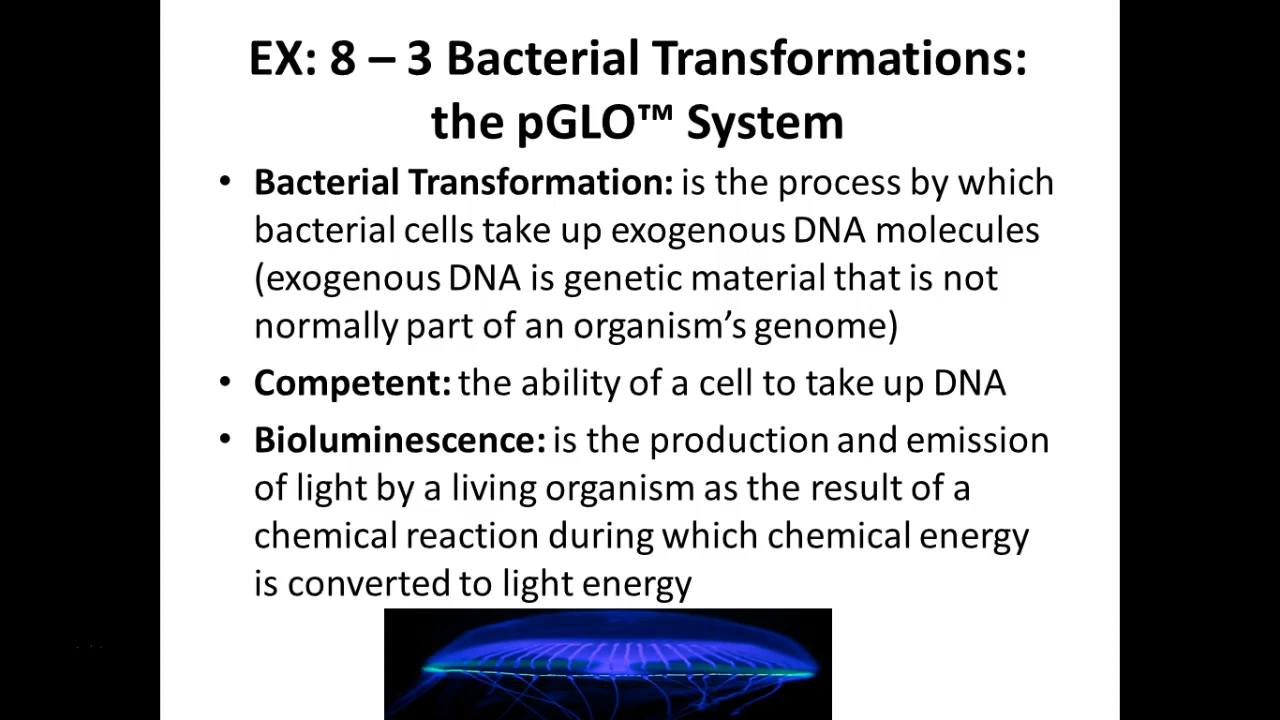 EX: 8 – 3 Bacterial Transformations:
the pGLO™ System
• Bacterial Transformation: is the process by which
bacterial cells take up exogenous DNA molecules
(exogenous DNA is genetic material that is not
normally part of an organism’s genome)
• Competent: the ability of a cell to take up DNA
• Bioluminescence: is the production and emission
of light by a living organism as the result of a
chemical reaction during which chemical energy
is converted to light energy